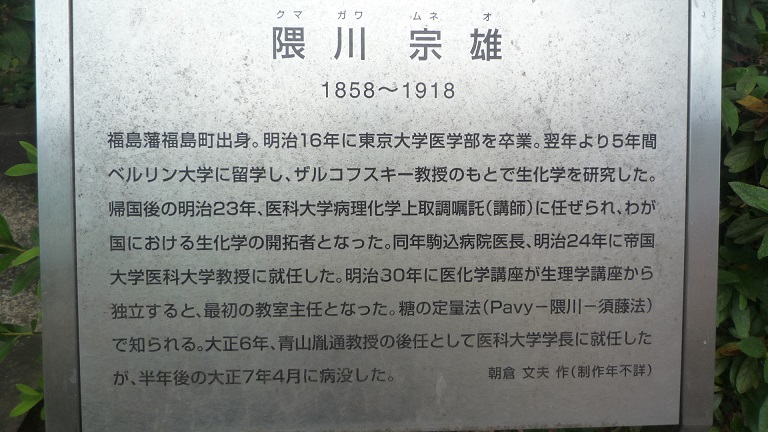 クマ ガワ ムネ オ
隈川 宗雄
1858～1918
福島藩福島町出身。明治16年に東京大学医学部を卒業。翌年より5年間
ベルリン大学に留学し、ザルコフスキー教授のもとで生化学を研究した。
帰国後の明治23年、医科大学病理化学上取調嘱託(講師)に任ぜられ、わが
国における生化学の開拓者となった。同年駒込病院医長、明治24年に帝国
大学医科大学教授に就任した。明治30年に医化学講座が生理学講座から
独立すると、最初の教室主任となった。糖の定量法(Pavy－隈川－須藤法)
で知られる。大正6年、青山胤通教授の後任として医科大学学長に就任した
が、半年後の大正7年4月に病没した。 朝倉 文夫 作(制作年不詳)